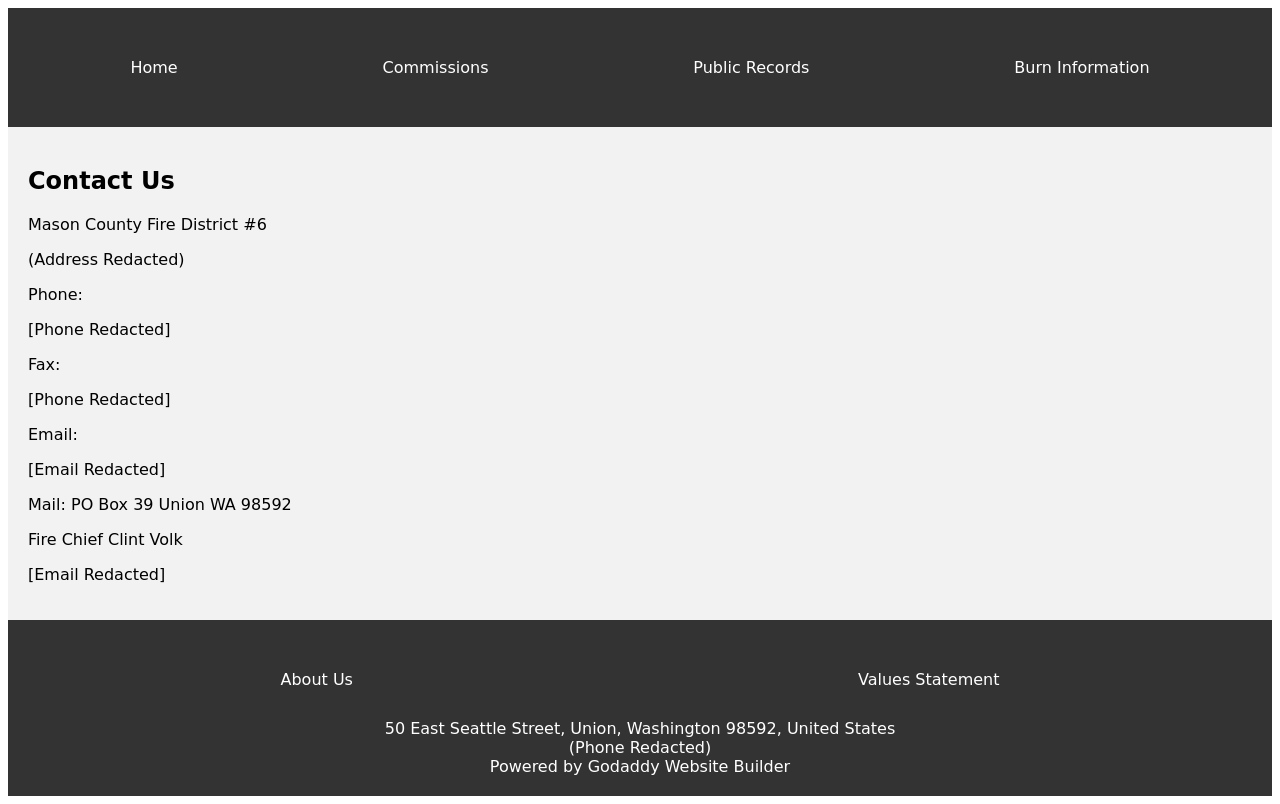 Home
Commissions
Public Records
Burn Information
Contact Us
Mason County Fire District #6
(Address Redacted)
Phone:
[Phone Redacted]
Fax:
[Phone Redacted]
Email:
[Email Redacted]
Mail: PO Box 39 Union WA 98592
Fire Chief Clint Volk
[Email Redacted]
About Us
Values Statement
50 East Seattle Street, Union, Washington 98592, United States
(Phone Redacted)
Powered by Godaddy Website Builder